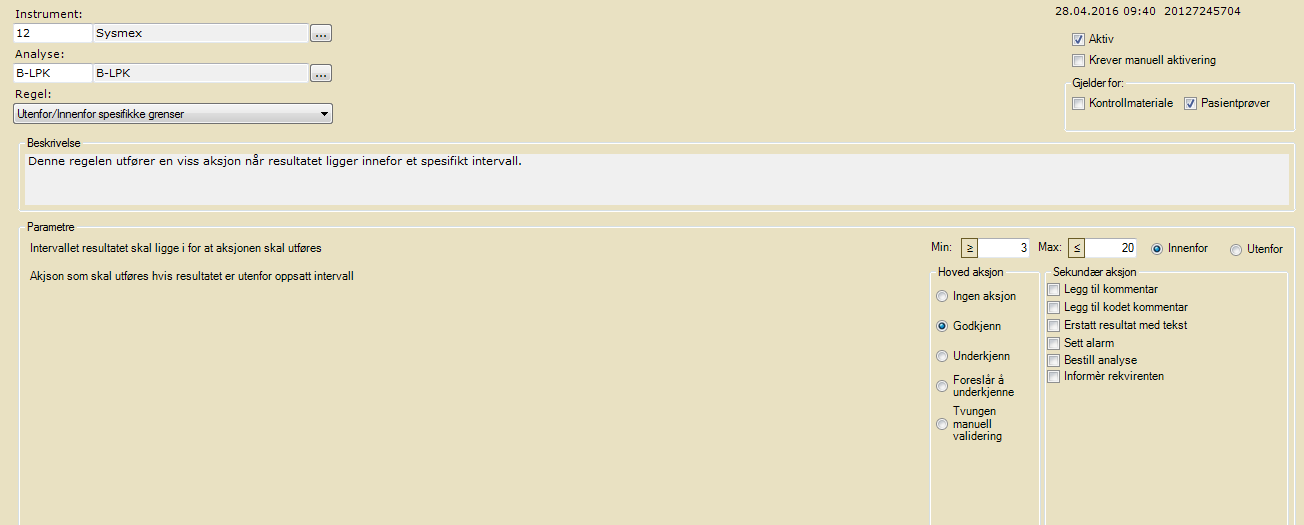 Instrument:
28.04.2016 09:40 20127245704
12 Sysmex ...
Aktiv
Analyse:
Krever manuell aktivering
B-LPK B-LPK ...
Gjelder for:
Regel:
Kontrollmateriale Pasientprøver
Utenfor/Innenfor spesifikke grenser
Beskrivelse
Denne regelen utfører en viss aksjon når resultatet ligger innefor et spesifikt intervall.
Parametre
Intervallet resultatet skal ligge i for at aksjonen skal utføres
Min: ≥ 3 Max: ≤ 20 Innenfor Utenfor
Akjson som skal utføres hvis resultatet er utenfor oppsatt intervall
Hoved aksjon
Ingen aksjon
Godkjenn
Underkjenn
Foreslår å
underkjenne
Tvungen
manuell
validering
Sekundær aksjon
Legg til kommentar
Legg til kodet kommentar
Erstatt resultat med tekst
Sett alarm
Bestill analyse
Informèr rekvirenten